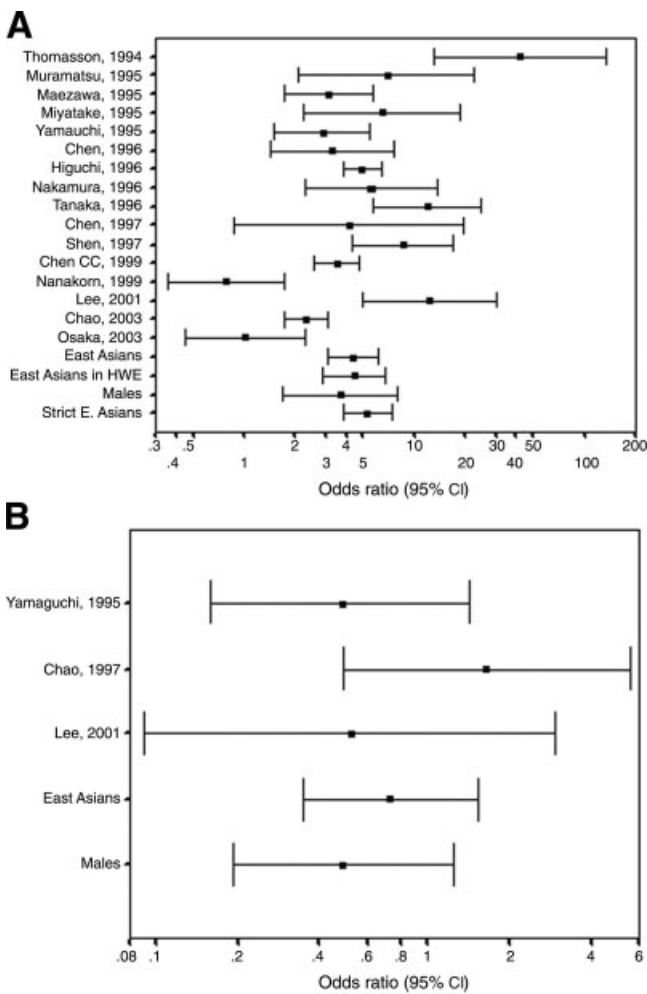 A
Thomasson, 1994
Muramatsu, 1995
Maezawa, 1995
Miyatake, 1995
Yamauchi, 1995
Chen, 1996
Higuchi, 1996
Nakamura, 1996
Tanaka, 1996
Chen, 1997
Shen, 1997
Chen CC, 1999
Nanakorn, 1999
Lee, 2001
Chao, 2003
Osaka, 2003
East Asians
East Asians in HWE
Males
Strict E. Asians
.3 .5 2 4 10 30 50 200
.4 1 3 5 20 40 100
Odds ratio (95% CI)
B
Yamaguchi, 1995
Chao, 1997
Lee, 2001
East Asians
Males
.08 .1 .2 .4 .6 .8 1 2 4 6
Odds ratio (95% CI)